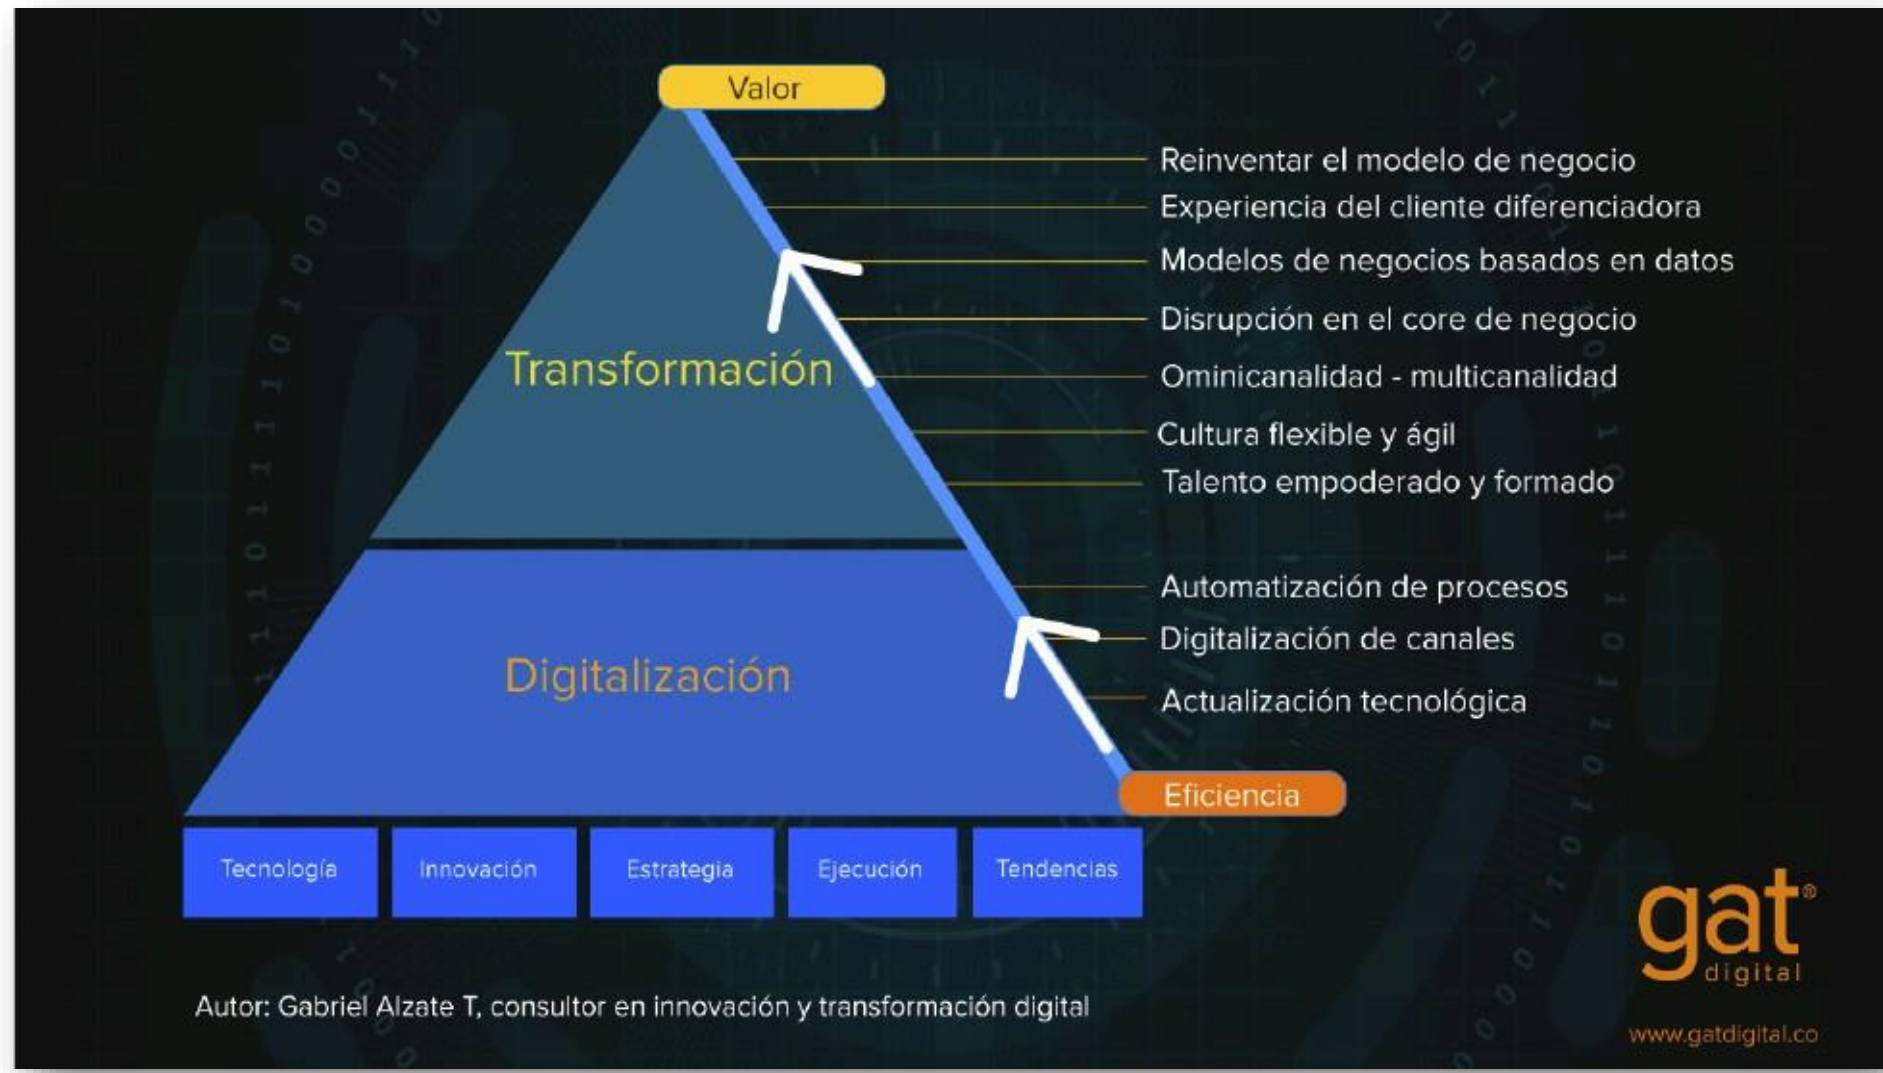 Valor
Reinventar el modelo de negocio
Experiencia del cliente diferenciadora
Modelos de negocios basados en datos
Disrupción en el core de negocio
Transformación
Ominicanalidad - multicanalidad
Cultura flexible y ágil
Talento empoderado y formado
Automatización de procesos
Digitalización de canales
Digitalización
Actualización tecnológica
Eficiencia
Tecnología
Innovación
Estrategia
Ejecución
Tendencias
gat®
digital
Autor: Gabriel Alzate T, consultor en innovación y transformación digital
www.gatdigital.co